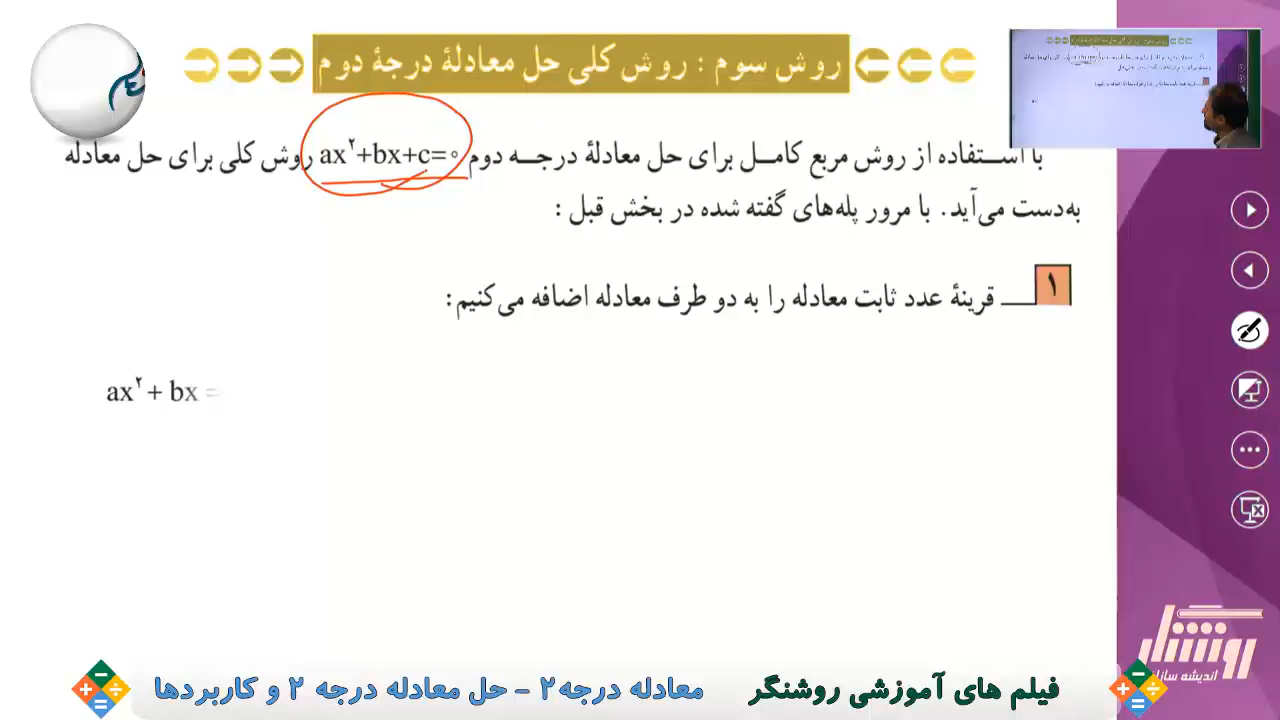 روش سوم : روش کلی حل معادلهٔ درجهٔ دوم
با استفاده از روش مربع کامل برای حل معادلهٔ درجه دوم ax²+bx+c=۰ روش کلی برای حل معادله
به‌دست می‌آید. با مرور پله‌های گفته شده در بخش قبل :
۱ قرینهٔ عدد ثابت معادله را به دو طرف معادله اضافه می‌کنیم:
ax² + bx =
روشنگر
اندیشه سازان
فیلم های آموزشی روشنگر معادله درجه۲ – حل معادله درجه ۲ و کاربردها